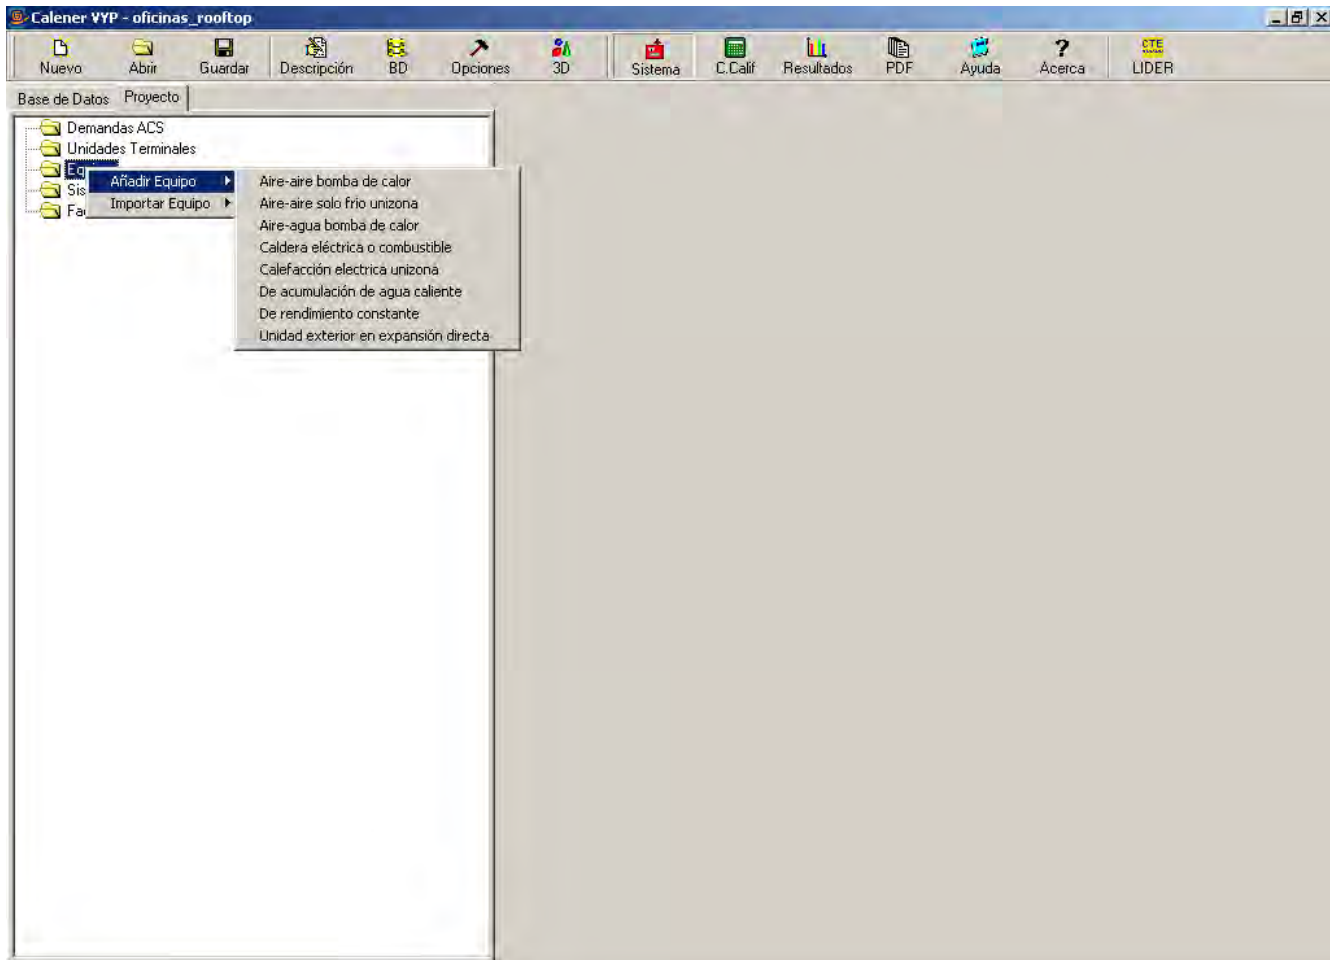 Calener VYP - oficinas_rooftop
Nuevo Abrir Guardar Descripción BD Opciones 3D Sistema C.Calif Resultados PDF Ayuda Acerca CTE LIDER
Base de Datos Proyecto
Demandas ACS
Unidades Terminales
Añadir Equipo
Importar Equipo
Aire-aire bomba de calor
Aire-aire solo frio unizona
Aire-agua bomba de calor
Caldera eléctrica o combustible
Calefacción electrica unizona
De acumulación de agua caliente
De rendimiento constante
Unidad exterior en expansión directa